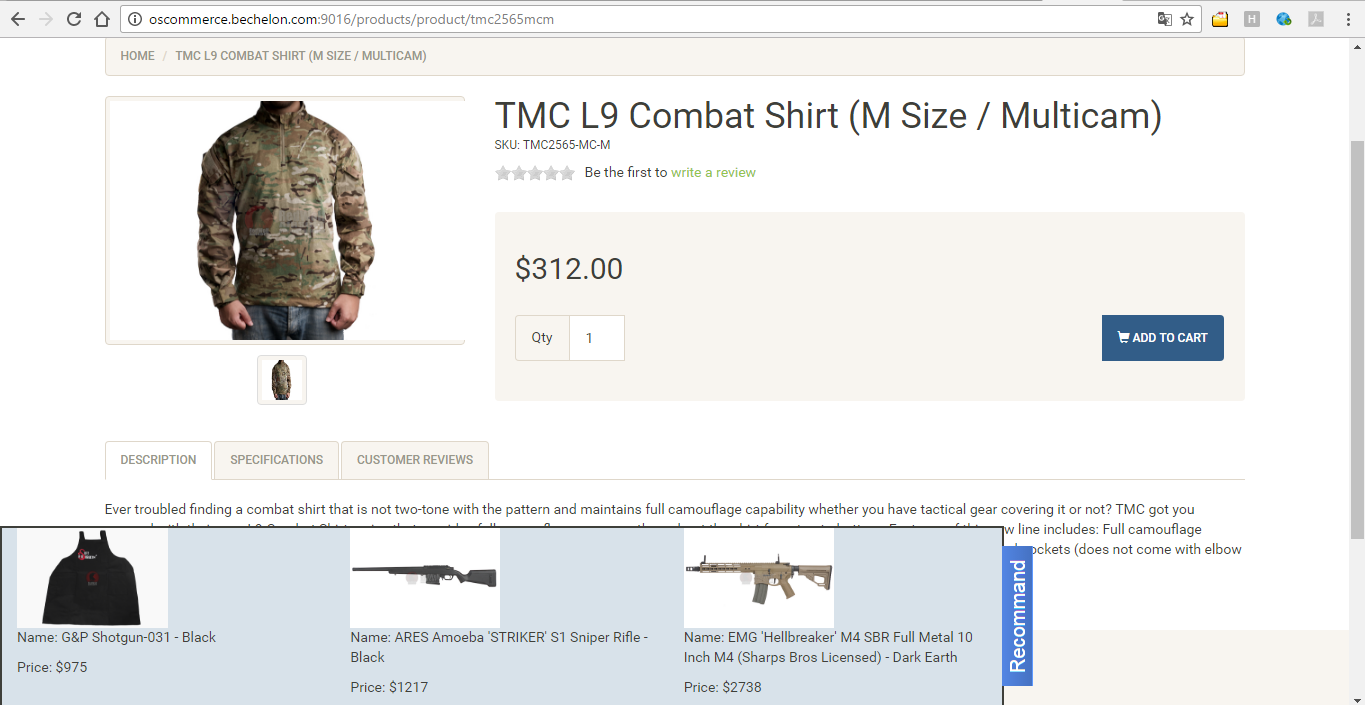 oscommerce.bechelon.com:9016/products/product/tmc2565mcm
HOME / TMC L9 COMBAT SHIRT (M SIZE / MULTICAM)
TMC L9 Combat Shirt (M Size / Multicam)
SKU: TMC2565-MC-M
Be the first to write a review
$312.00
Qty 1
ADD TO CART
DESCRIPTION SPECIFICATIONS CUSTOMER REVIEWS
Ever troubled finding a combat shirt that is not two-tone with the pattern and maintains full camouflage capability whether you have tactical gear covering it or not? TMC got you
line includes: Full camouflage
(does not come with elbow
Name: G&P Shotgun-031 - Black
Price: $975
Name: ARES Amoeba 'STRIKER' S1 Sniper Rifle -
Black
Price: $1217
Name: EMG 'Hellbreaker' M4 SBR Full Metal 10
Inch M4 (Sharps Bros Licensed) - Dark Earth
Price: $2738
Recommand